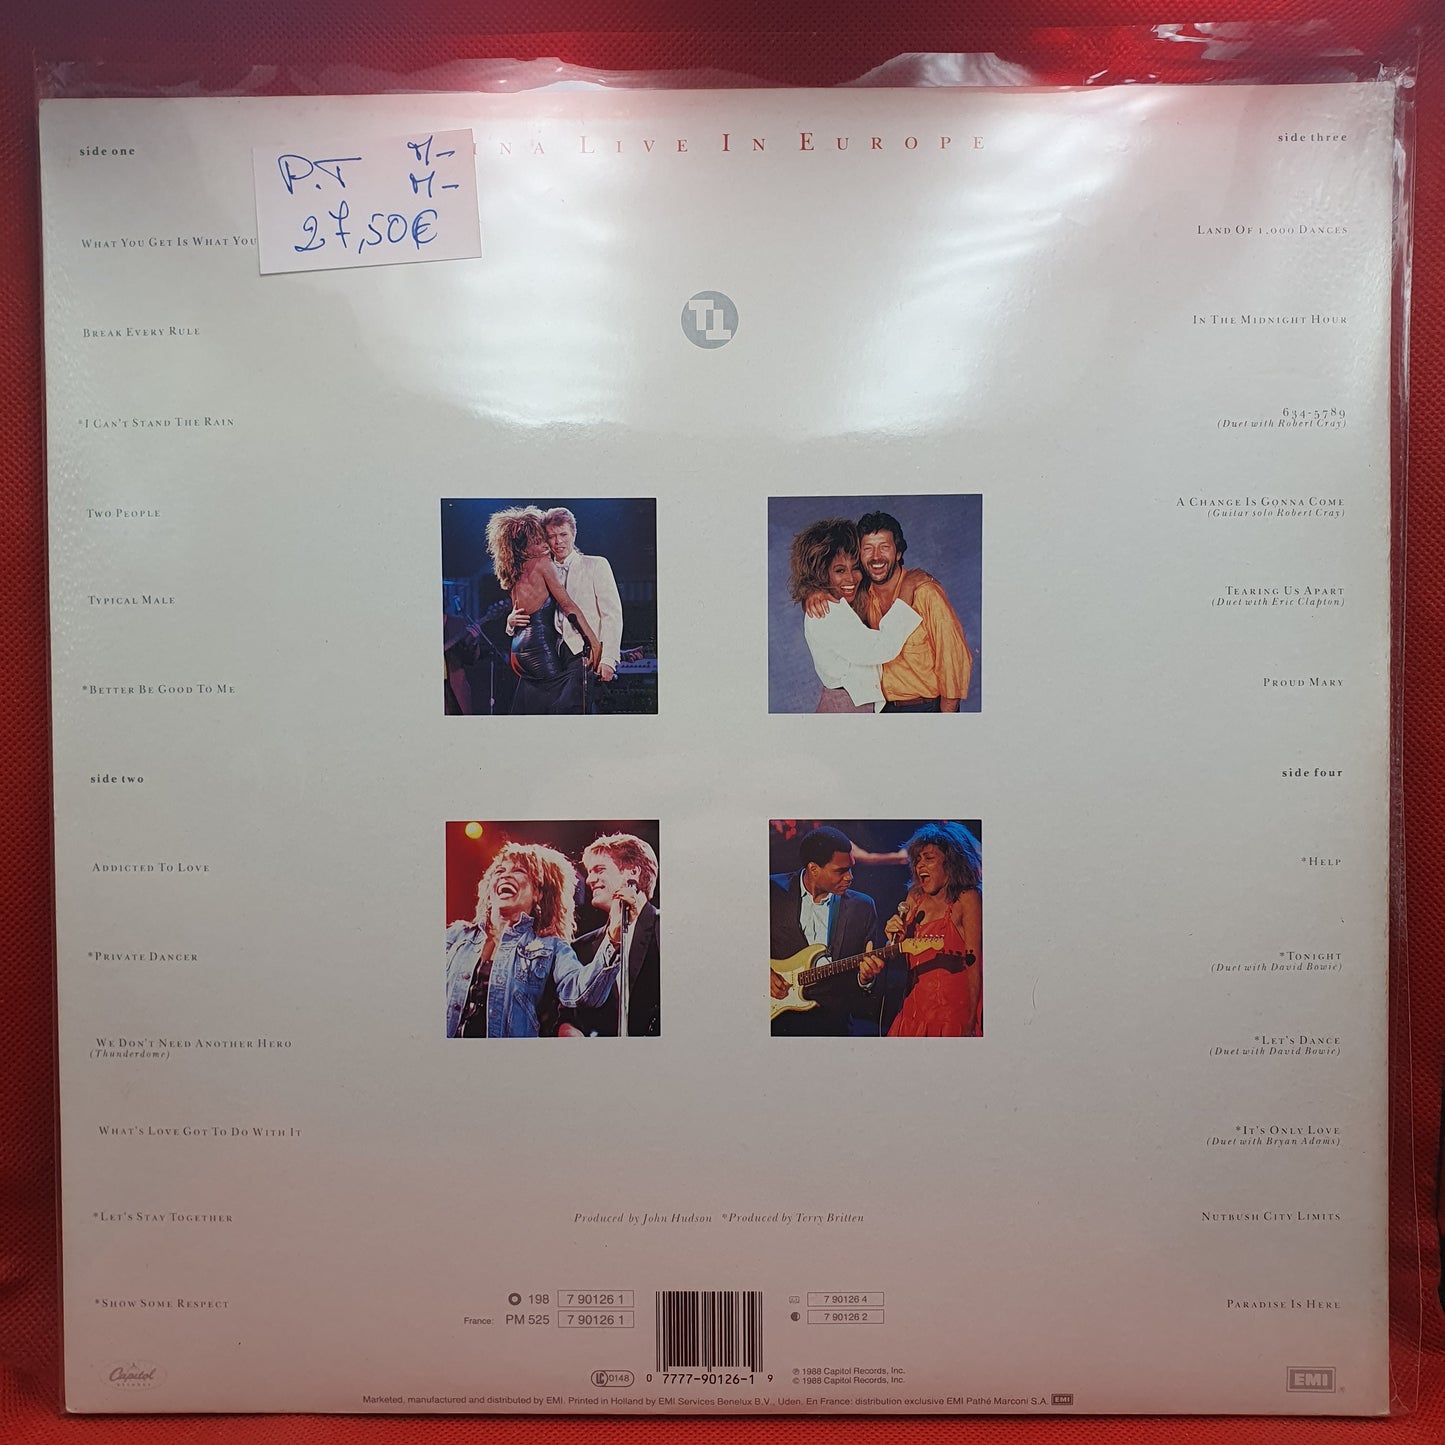 INA LIVE IN EUROPE
P.T M-
M-
27,50€
side one
WHAT YOU GET IS WHAT YOU
BREAK EVERY RULE
*I CAN'T STAND THE RAIN
TWO PEOPLE
TYPICAL MALE
*BETTER BE GOOD TO ME
side two
ADDICTED TO LOVE
*PRIVATE DANCER
WE DON'T NEED ANOTHER HERO
(Thunderdome)
WHAT'S LOVE GOT TO DO WITH IT
*LET'S STAY TOGETHER
*SHOW SOME RESPECT
side three
LAND OF 1,000 DANCES
IN THE MIDNIGHT HOUR
634-5789
(Duet with Robert Cray)
A CHANGE IS GONNA COME
(Guitar solo Robert Cray)
TEARING US APART
(Duet with Eric Clapton)
PROUD MARY
side four
*HELP
*TONIGHT
(Duet with David Bowie)
*LET'S DANCE
(Duet with David Bowie)
*IT'S ONLY LOVE
(Duet with Bryan Adams)
NUTBUSH CITY LIMITS
PARADISE IS HERE
TT
Produced by John Hudson *Produced by Terry Britten
198 7 90126 1
France: PM 525 7 90126 1
7 90126 4
7 90126 2
LC 0148
0 7777-90126-1 9
℗ 1988 Capitol Records, Inc.
© 1988 Capitol Records, Inc.
Capitol
RECORDS
EMI
Marketed, manufactured and distributed by EMI. Printed in Holland by EMI Services Benelux B.V., Uden. En France: distribution exclusive EMI Pathé Marconi S.A. EMI